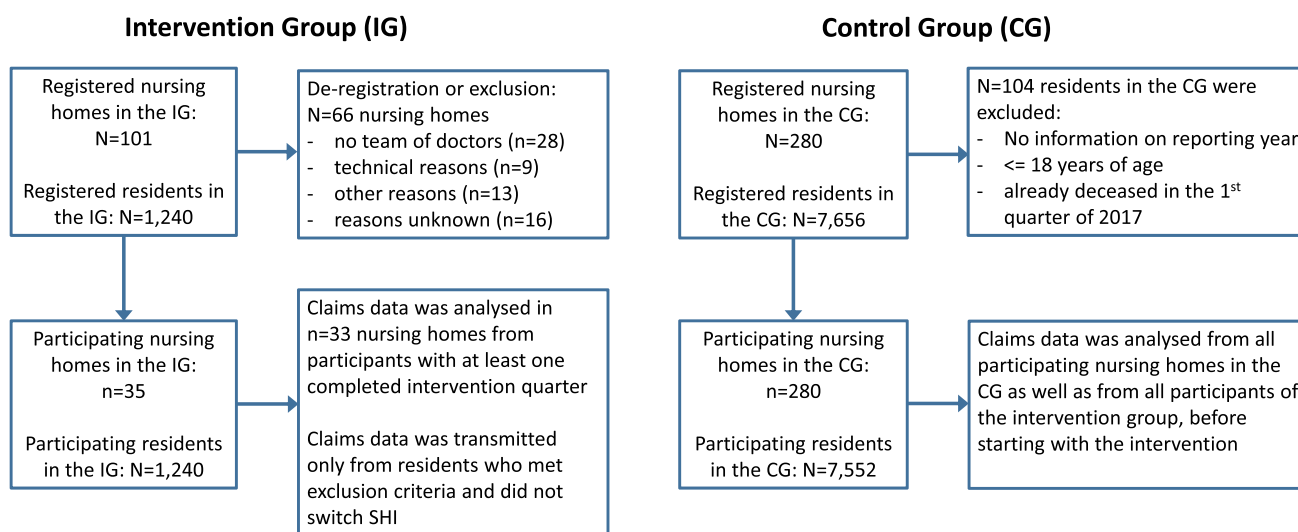 Intervention Group (IG)
Registered nursing
homes in the IG:
N=101
Registered residents in
the IG: N=1,240
De-registration or exclusion:
N=66 nursing homes
- no team of doctors (n=28)
- technical reasons (n=9)
- other reasons (n=13)
- reasons unknown (n=16)
Participating nursing
homes in the IG:
n=35
Participating residents
in the IG: N=1,240
Claims data was analysed in
n=33 nursing homes from
participants with at least one
completed intervention quarter
Claims data was transmitted
only from residents who met
exclusion criteria and did not
switch SHI
Control Group (CG)
Registered nursing
homes in the CG:
N=280
Registered residents in
the CG: N=7,656
N=104 residents in the CG were
excluded:
- No information on reporting year
- <= 18 years of age
- already deceased in the 1st
quarter of 2017
Participating nursing
homes in the CG:
n=280
Participating residents
in the CG: N=7,552
Claims data was analysed from all
participating nursing homes in the
CG as well as from all participants of
the intervention group, before
starting with the intervention